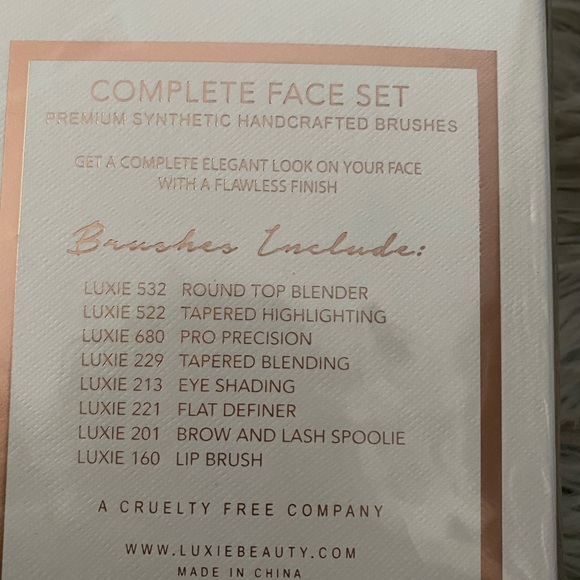 COMPLETE FACE SET
PREMIUM SYNTHETIC HANDCRAFTED BRUSHES
GET A COMPLETE ELEGANT LOOK ON YOUR FACE
WITH A FLAWLESS FINISH
Brushes Include:
LUXIE 532 ROUND TOP BLENDER
LUXIE 522 TAPERED HIGHLIGHTING
LUXIE 680 PRO PRECISION
LUXIE 229 TAPERED BLENDING
LUXIE 213 EYE SHADING
LUXIE 221 FLAT DEFINER
LUXIE 201 BROW AND LASH SPOOLIE
LUXIE 160 LIP BRUSH
A CRUELTY FREE COMPANY
WWW.LUXIEBEAUTY.COM
MADE IN CHINA